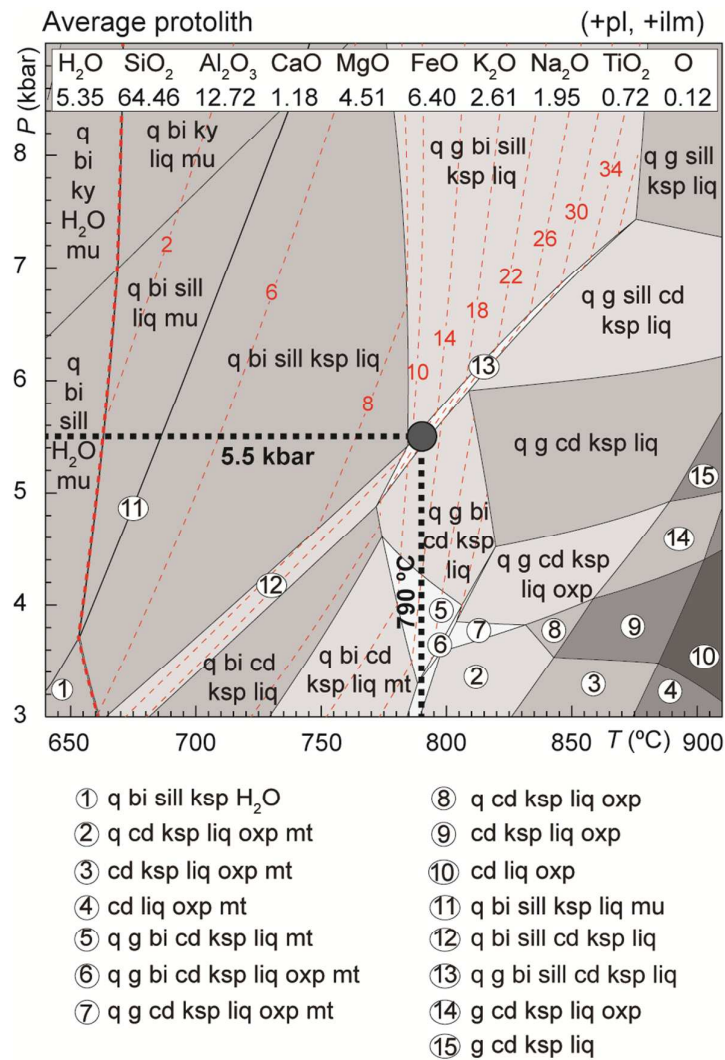 Average protolith (+pl, +ilm)
H₂O SiO₂ Al₂O₃ CaO MgO FeO K₂O Na₂O TiO₂ O
5.35 64.46 12.72 1.18 4.51 6.40 2.61 1.95 0.72 0.12
P (kbar)
8
7
6
5
4
3
q
bi
ky
H₂O
mu
q bi ky
liq mu
q g bi sill
ksp liq
q g sill
ksp liq
34
30
26
22
18
14
10
2
6
8
q bi sill
liq mu
q bi sill ksp liq
q g sill cd
ksp liq
13
q
bi
sill
H₂O
mu
5.5 kbar
q g cd ksp liq
15
11
q g bi
cd ksp
liq
q g cd ksp
liq oxp
14
12
790 ºC
5
7
8
9
6
q bi cd
ksp liq
q bi cd
ksp liq mt
2
3
4
10
1
650 700 750 800 850 T (ºC) 900
1 q bi sill ksp H₂O
2 q cd ksp liq oxp mt
3 cd ksp liq oxp mt
4 cd liq oxp mt
5 q g bi cd ksp liq mt
6 q g bi cd ksp liq oxp mt
7 q g cd ksp liq oxp mt
8 q cd ksp liq oxp
9 cd ksp liq oxp
10 cd liq oxp
11 q bi sill ksp liq mu
12 q bi sill cd ksp liq
13 q g bi sill cd ksp liq
14 g cd ksp liq oxp
15 g cd ksp liq